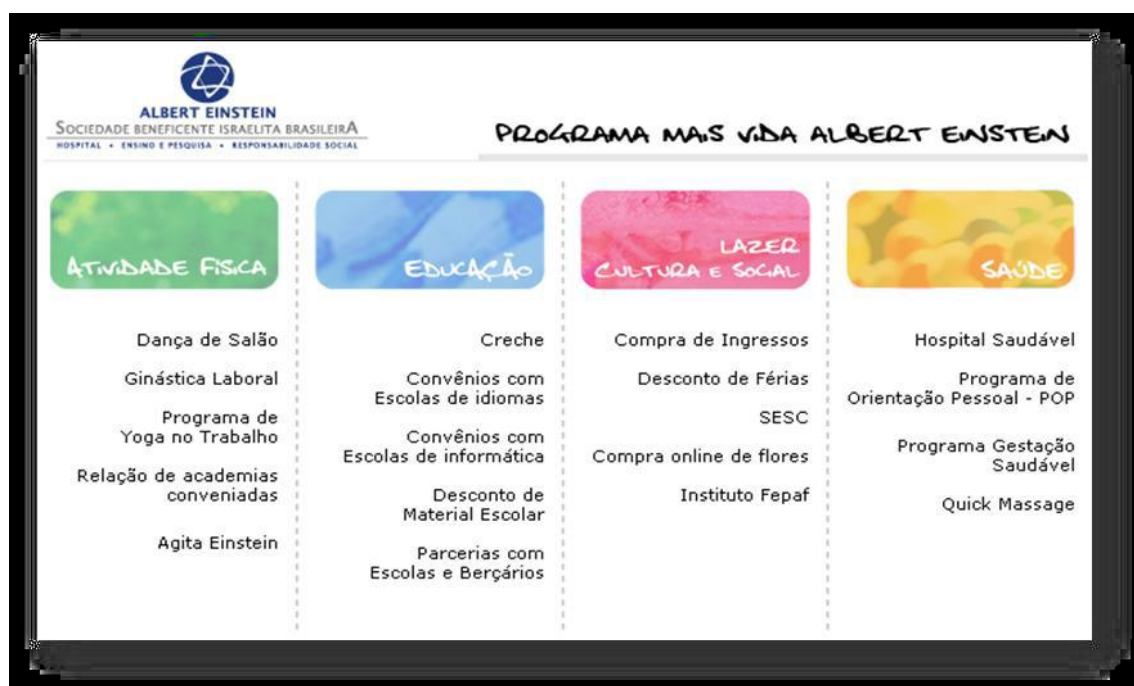 ALBERT EINSTEIN
SOCIEDADE BENEFICENTE ISRAELITA BRASILEIRA
HOSPITAL • ENSINO E PESQUISA • RESPONSABILIDADE SOCIAL
PROGRAMA MAIS VIDA ALBERT EINSTEIN
ATIVIDADE FÍSICA
Dança de Salão
Ginástica Laboral
Programa de
Yoga no Trabalho
Relação de academias
conveniadas
Agita Einstein
EDUCAÇÃO
Creche
Convênios com
Escolas de idiomas
Convênios com
Escolas de informática
Desconto de
Material Escolar
Parcerias com
Escolas e Berçários
LAZER
CULTURA E SOCIAL
Compra de Ingressos
Desconto de Férias
SESC
Compra online de flores
Instituto Fepaf
SAÚDE
Hospital Saudável
Programa de
Orientação Pessoal - POP
Programa Gestação
Saudável
Quick Massage